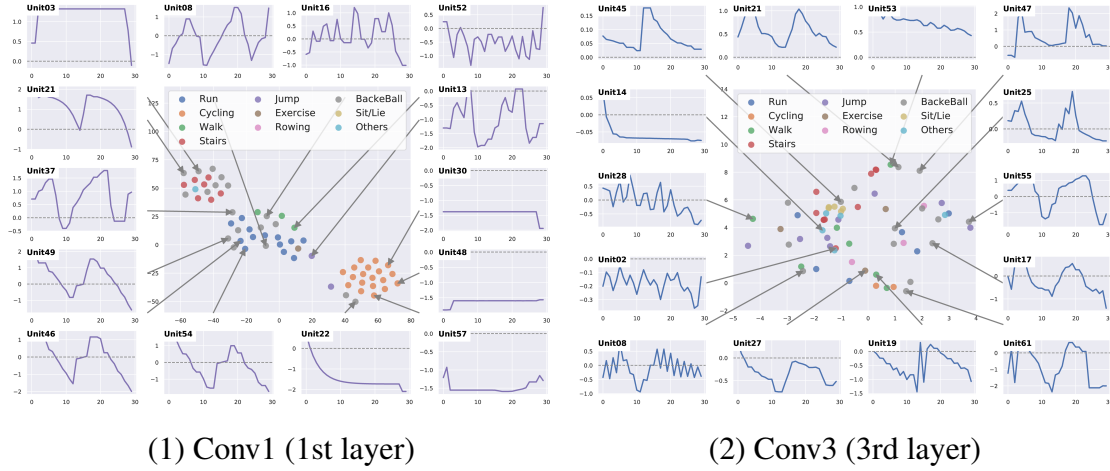 Unit03
Unit08
Unit16
Unit52
Unit21
Unit13
Unit37
Unit30
Unit49
Unit48
Unit46
Unit54
Unit22
Unit57
Run
Cycling
Walk
Stairs
Jump
Exercise
Rowing
BackeBall
Sit/Lie
Others
(1) Conv1 (1st layer)
Unit45
Unit21
Unit53
Unit47
Unit14
Unit25
Unit28
Unit55
Unit02
Unit17
Unit08
Unit27
Unit19
Unit61
Run
Cycling
Walk
Stairs
Jump
Exercise
Rowing
BackeBall
Sit/Lie
Others
(2) Conv3 (3rd layer)